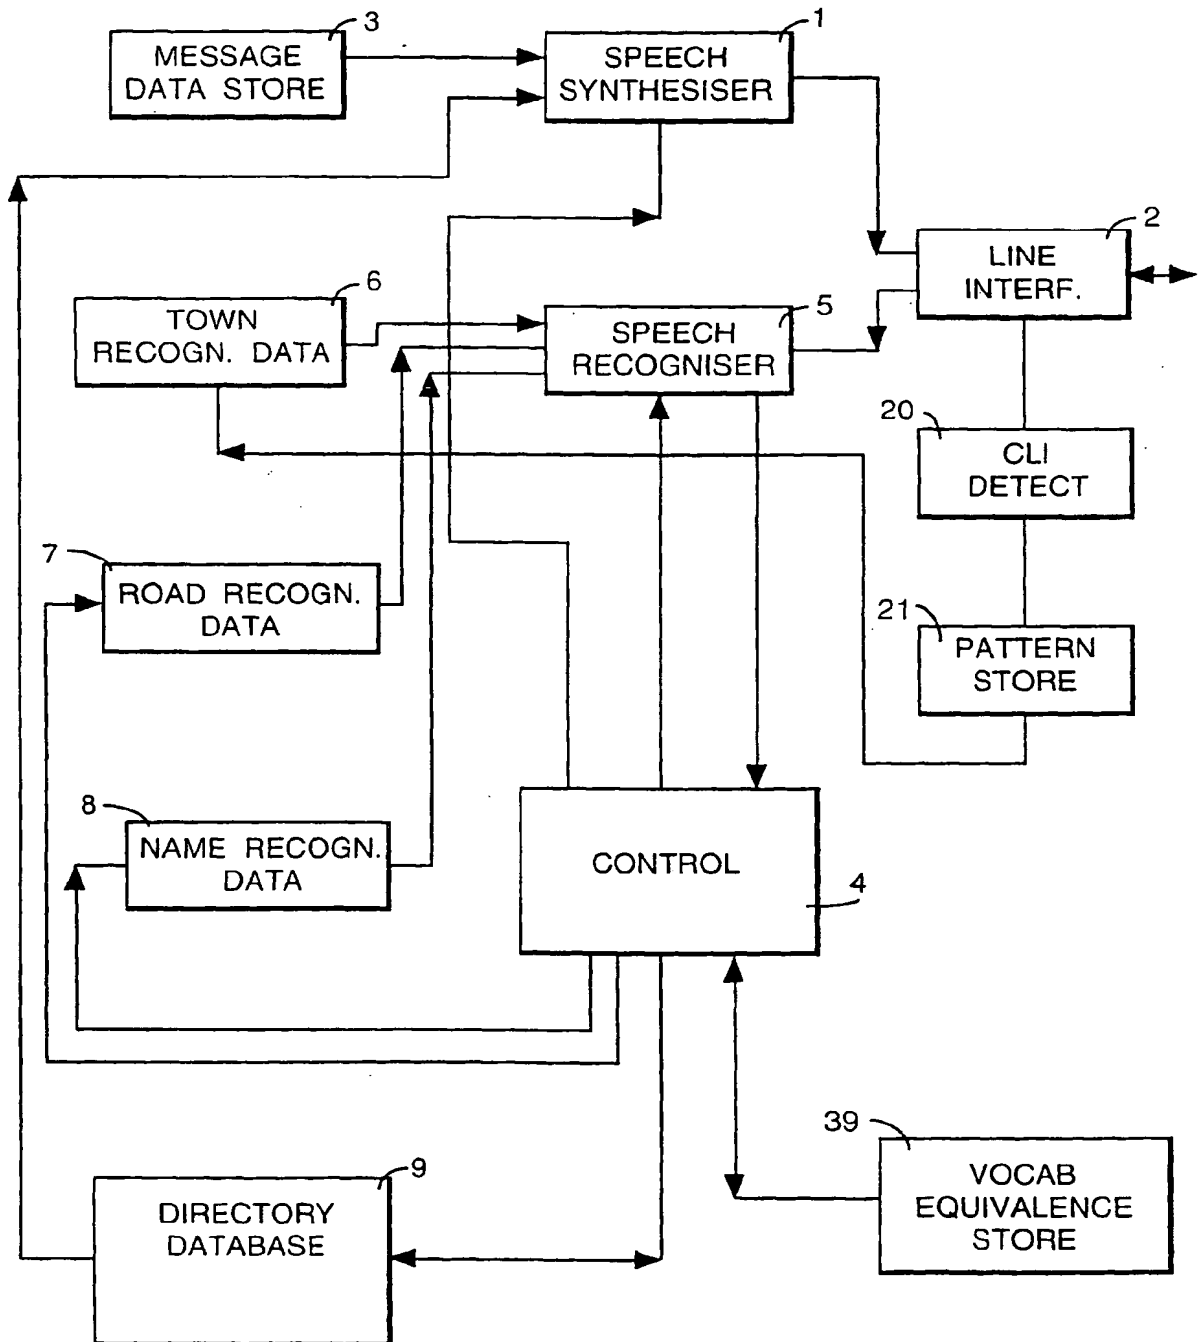 3
MESSAGE
DATA STORE
1
SPEECH
SYNTHESISER
2
LINE
INTERF.
6
TOWN
RECOGN. DATA
5
SPEECH
RECOGNISER
20
CLI
DETECT
7
ROAD RECOGN.
DATA
21
PATTERN
STORE
8
NAME RECOGN.
DATA
CONTROL
4
39
VOCAB
EQUIVALENCE
STORE
9
DIRECTORY
DATABASE